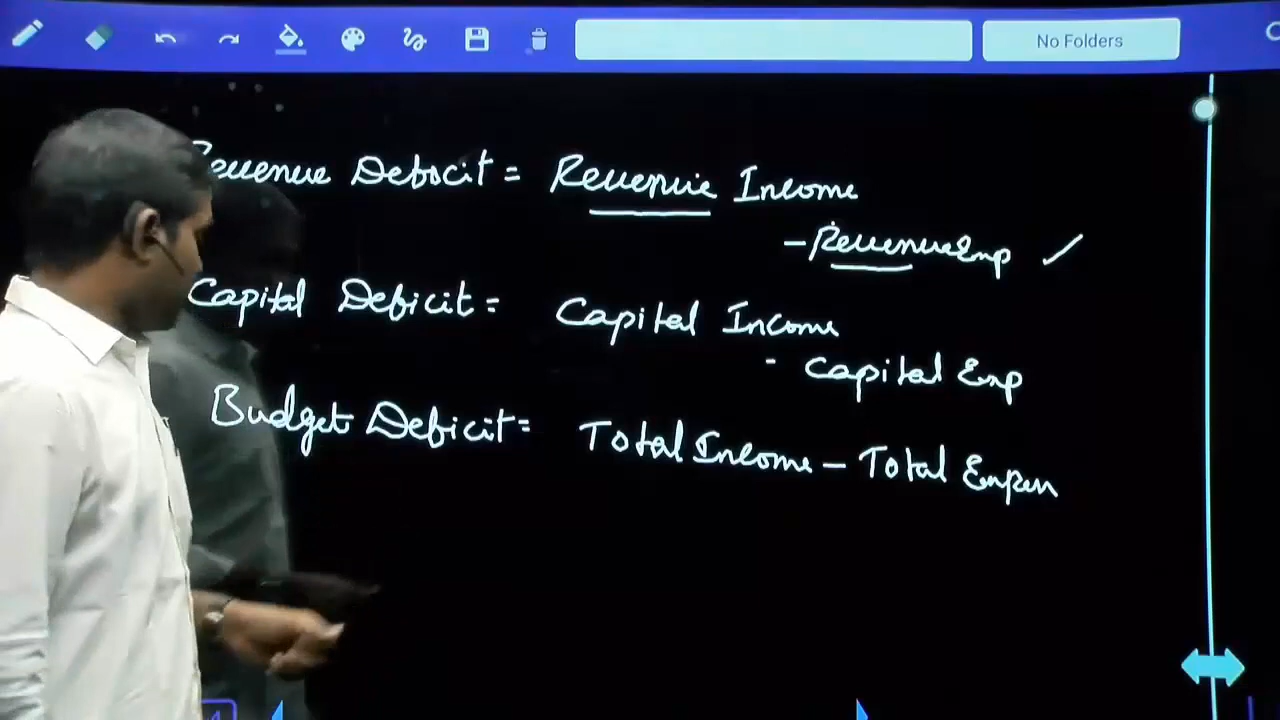 No Folders
Revenue Deficit = Revenue Income
- Revenue Exp ✓
Capital Deficit = Capital Income
- Capital Exp
Budget Deficit = Total Income - Total Expen